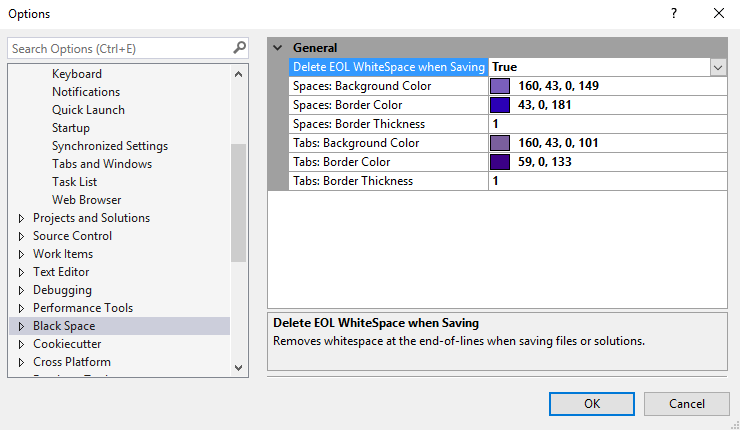 Options
?
Search Options (Ctrl+E)
Keyboard
Notifications
Quick Launch
Startup
Synchronized Settings
Tabs and Windows
Task List
Web Browser
Projects and Solutions
Source Control
Work Items
Text Editor
Debugging
Performance Tools
Black Space
Cookiecutter
Cross Platform
General
Delete EOL WhiteSpace when Saving True
Spaces: Background Color 160, 43, 0, 149
Spaces: Border Color 43, 0, 181
Spaces: Border Thickness 1
Tabs: Background Color 160, 43, 0, 101
Tabs: Border Color 59, 0, 133
Tabs: Border Thickness 1
Delete EOL WhiteSpace when Saving
Removes whitespace at the end-of-lines when saving files or solutions.
OK Cancel